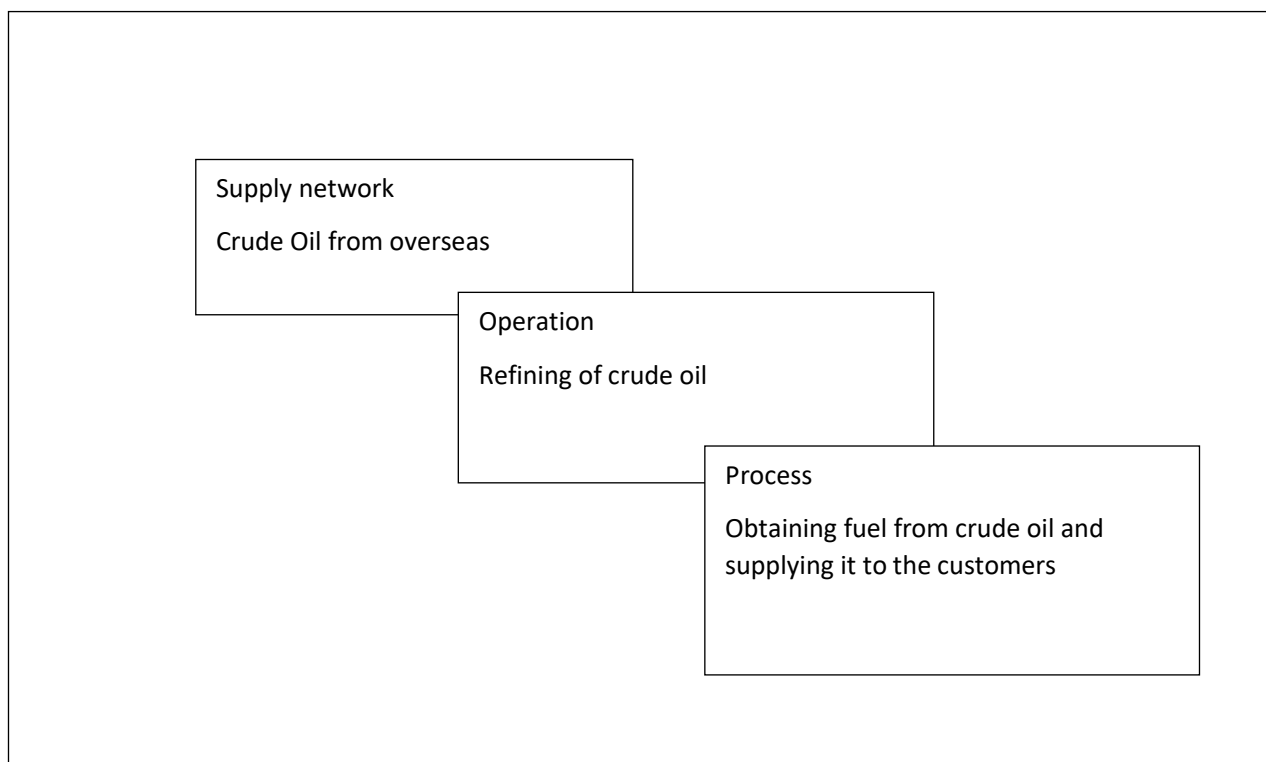 Supply network
Crude Oil from overseas
Operation
Refining of crude oil
Process
Obtaining fuel from crude oil and
supplying it to the customers